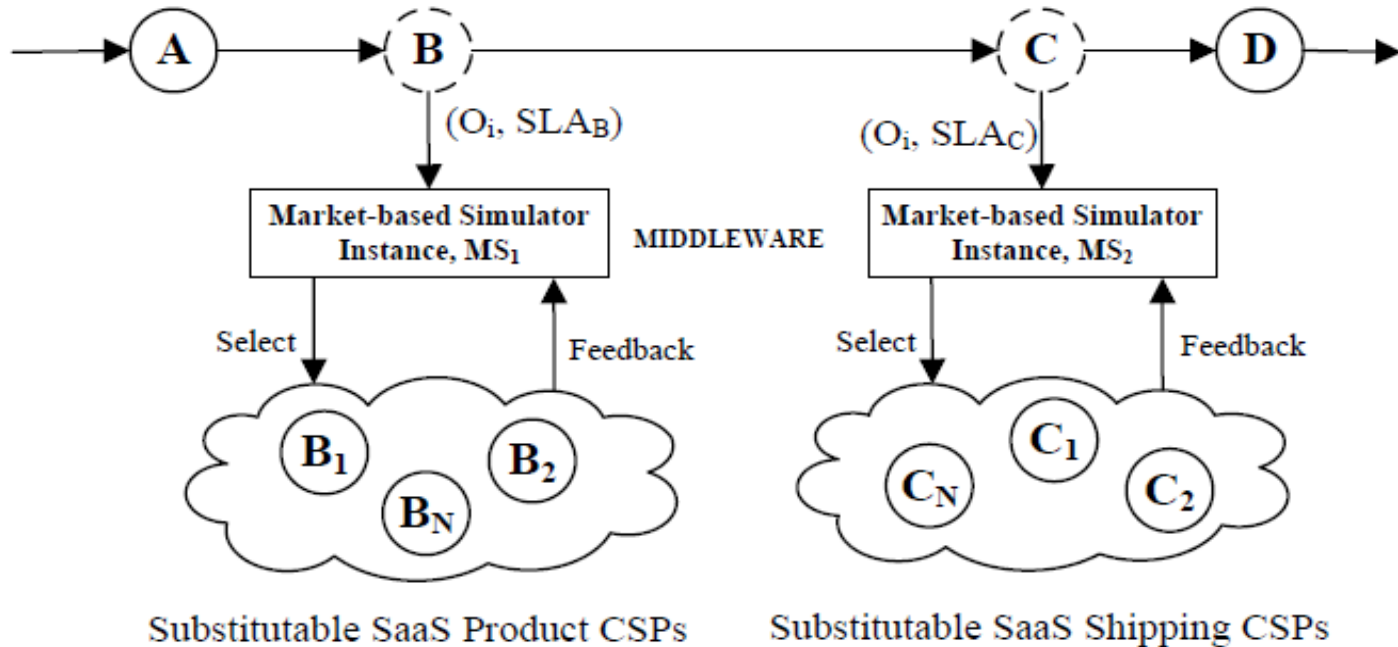 A
B
C
D
(Oi, SLAB)
(Oi, SLAC)
Market-based Simulator
Instance, MS1
MIDDLEWARE
Market-based Simulator
Instance, MS2
Select
Feedback
Select
Feedback
B1
B2
BN
C1
CN
C2
Substitutable SaaS Product CSPs
Substitutable SaaS Shipping CSPs